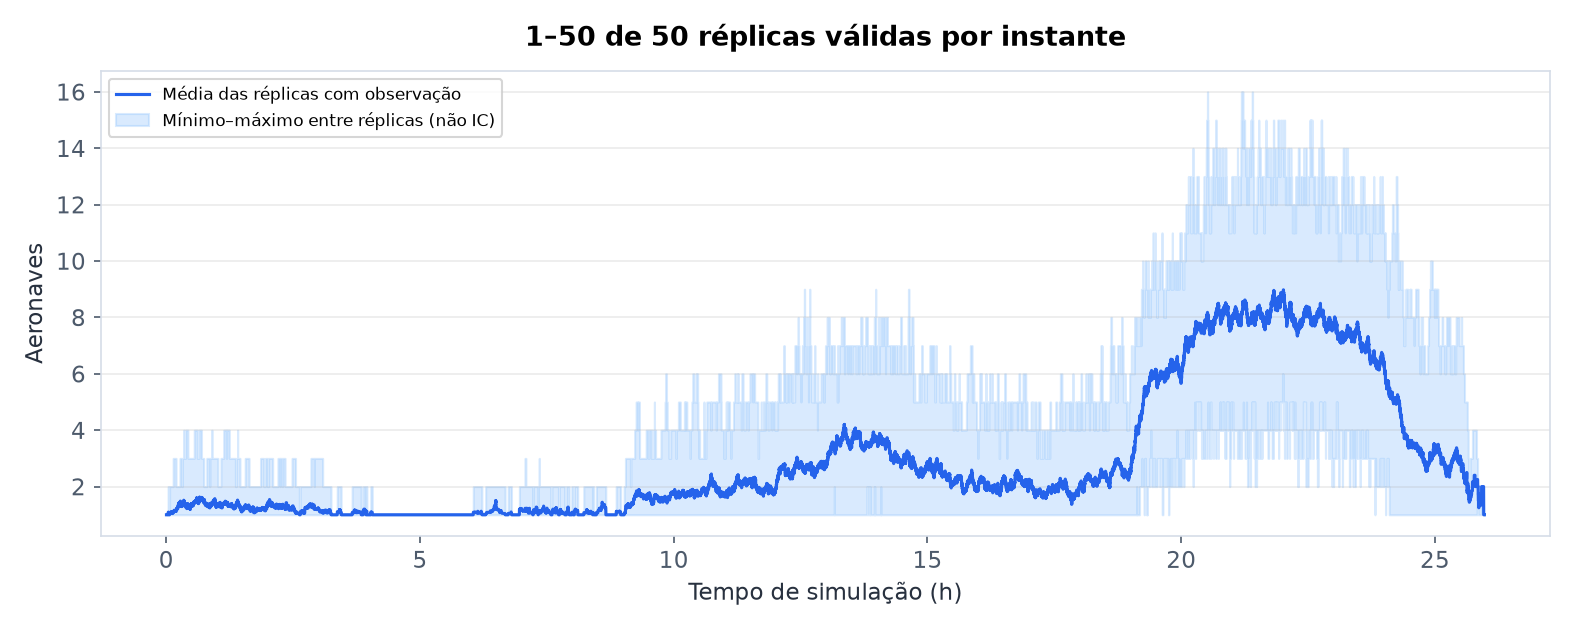 1–50 de 50 réplicas válidas por instante
Média das réplicas com observação
Mínimo–máximo entre réplicas (não IC)
Aeronaves
16
14
12
10
8
6
4
2
0 5 10 15 20 25
Tempo de simulação (h)